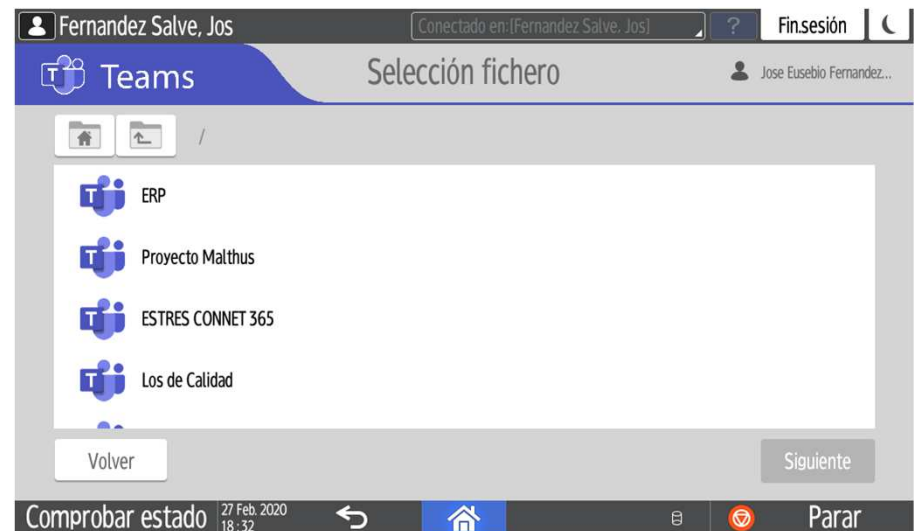 Fernandez Salve, Jos
Conectado en:[Fernandez Salve, Jos]
?
Fin.sesión
Teams
Selección fichero
Jose Eusebio Fernandez...
/
ERP
Proyecto Malthus
ESTRES CONNET 365
Los de Calidad
Volver
Siguiente
Comprobar estado
27 Feb. 2020
18:32
Parar